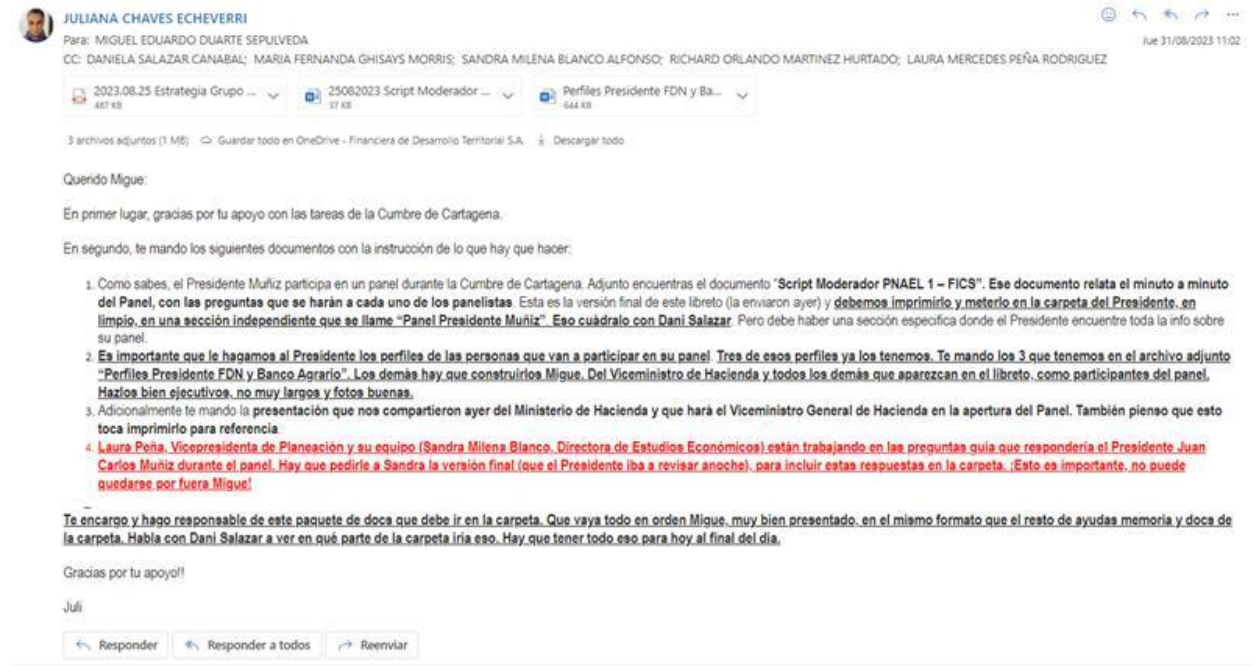 JULIANA CHAVES ECHEVERRI
Para: MIGUEL EDUARDO DUARTE SEPULVEDA
Jue 31/08/2023 11:02
CC: DANIELA SALAZAR CANABAL; MARIA FERNANDA GHISAYS MORRIS; SANDRA MILENA BLANCO ALFONSO; RICHARD ORLANDO MARTINEZ HURTADO; LAURA MERCEDES PEÑA RODRIGUEZ
2023.08.25 Estrategia Grupo ...
487 KB
25082023 Script Moderador ...
37 KB
Perfiles Presidente FDN y Ba...
644 KB
3 archivos adjuntos (1 MB) Guardar todo en OneDrive - Financiera de Desarrollo Territorial S.A. Descargar todo
Querido Migue:
En primer lugar, gracias por tu apoyo con las tareas de la Cumbre de Cartagena.
En segundo, te mando los siguientes documentos con la instrucción de lo que hay que hacer:
1. Como sabes, el Presidente Muñiz participa en un panel durante la Cumbre de Cartagena. Adjunto encuentras el documento "Script Moderador PNAEL 1 – FICS". Ese documento relata el minuto a minuto
del Panel, con las preguntas que se harán a cada uno de los panelistas. Esta es la versión final de este libreto (la enviaron ayer) y debemos imprimirlo y meterlo en la carpeta del Presidente, en
limpio, en una sección independiente que se llame "Panel Presidente Muñiz". Eso cuádralo con Dani Salazar. Pero debe haber una sección especifica donde el Presidente encuentre toda la info sobre
su panel.
2. Es importante que le hagamos al Presidente los perfiles de las personas que van a participar en su panel. Tres de esos perfiles ya los tenemos. Te mando los 3 que tenemos en el archivo adjunto
"Perfiles Presidente FDN y Banco Agrario". Los demás hay que construirlos Migue. Del Viceministro de Hacienda y todos los demás que aparezcan en el libreto, como participantes del panel.
Hazlos bien ejecutivos, no muy largos y fotos buenas.
3. Adicionalmente te mando la presentación que nos compartieron ayer del Ministerio de Hacienda y que hará el Viceministro General de Hacienda en la apertura del Panel. También pienso que esto
toca imprimirlo para referencia.
4. Laura Peña, Vicepresidenta de Planeación y su equipo (Sandra Milena Blanco, Directora de Estudios Económicos) están trabajando en las preguntas guía que respondería el Presidente Juan
Carlos Muñiz durante el panel. Hay que pedirle a Sandra la versión final (que el Presidente iba a revisar anoche), para incluir estas respuestas en la carpeta. ¡Esto es importante, no puede
quedarse por fuera Migue!
Te encargo y hago responsable de este paquete de docs que debe ir en la carpeta. Que vaya todo en orden Migue, muy bien presentado, en el mismo formato que el resto de ayudas memoria y docs de
la carpeta. Habla con Dani Salazar a ver en qué parte de la carpeta iria eso. Hay que tener todo eso para hoy al final del día.
Gracias por tu apoyo!!
Juli
Responder Responder a todos Reenviar